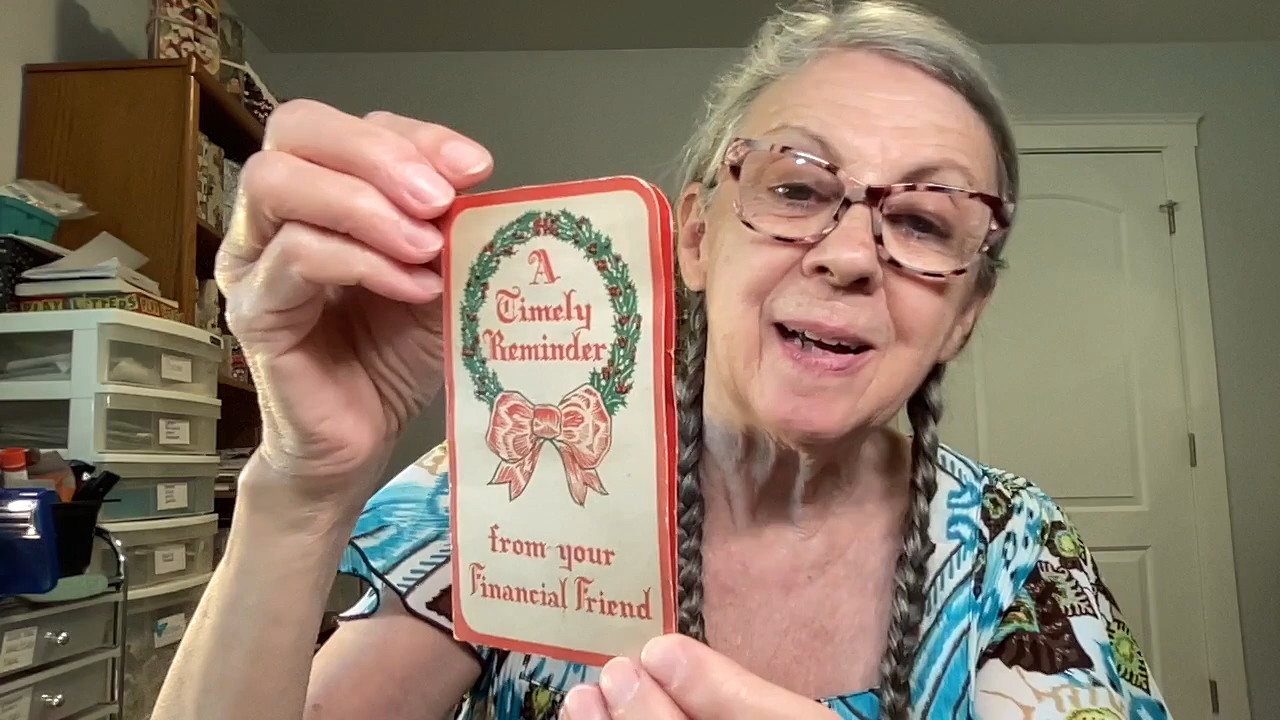 A
Timely
Reminder
from your
Financial Friend